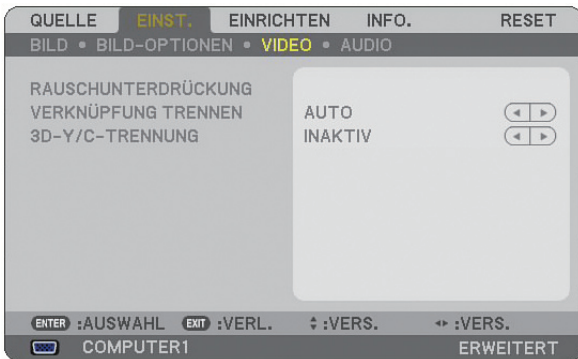 QUELLE EINST. EINRICHTEN INFO. RESET
BILD • BILD-OPTIONEN • VIDEO • AUDIO
RAUSCHUNTERDRÜCKUNG
VERKNÜPFUNG TRENNEN AUTO
3D-Y/C-TRENNUNG INAKTIV
ENTER :AUSWAHL EXIT :VERL. :VERS. :VERS.
COMPUTER1 ERWEITERT